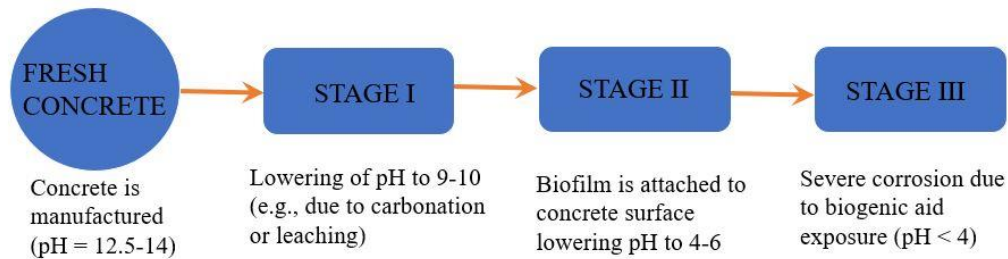 FRESH
CONCRETE
STAGE I
STAGE II
STAGE III
Concrete is
manufactured
(pH = 12.5-14)
Lowering of pH to 9-10
(e.g., due to carbonation
or leaching)
Biofilm is attached to
concrete surface
lowering pH to 4-6
Severe corrosion due
to biogenic aid
exposure (pH < 4)